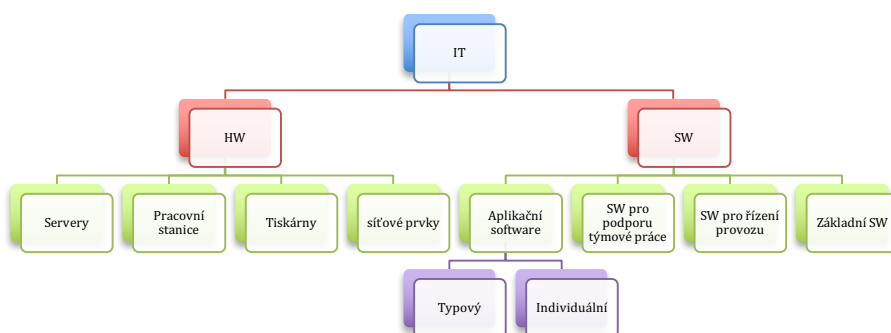 IT
HW
SW
Servery
Pracovní
stanice
Tiskárny
síťové prvky
Aplikační
software
SW pro
podporu
týmové práce
SW pro řízení
provozu
Základní SW
Typový
Individuální